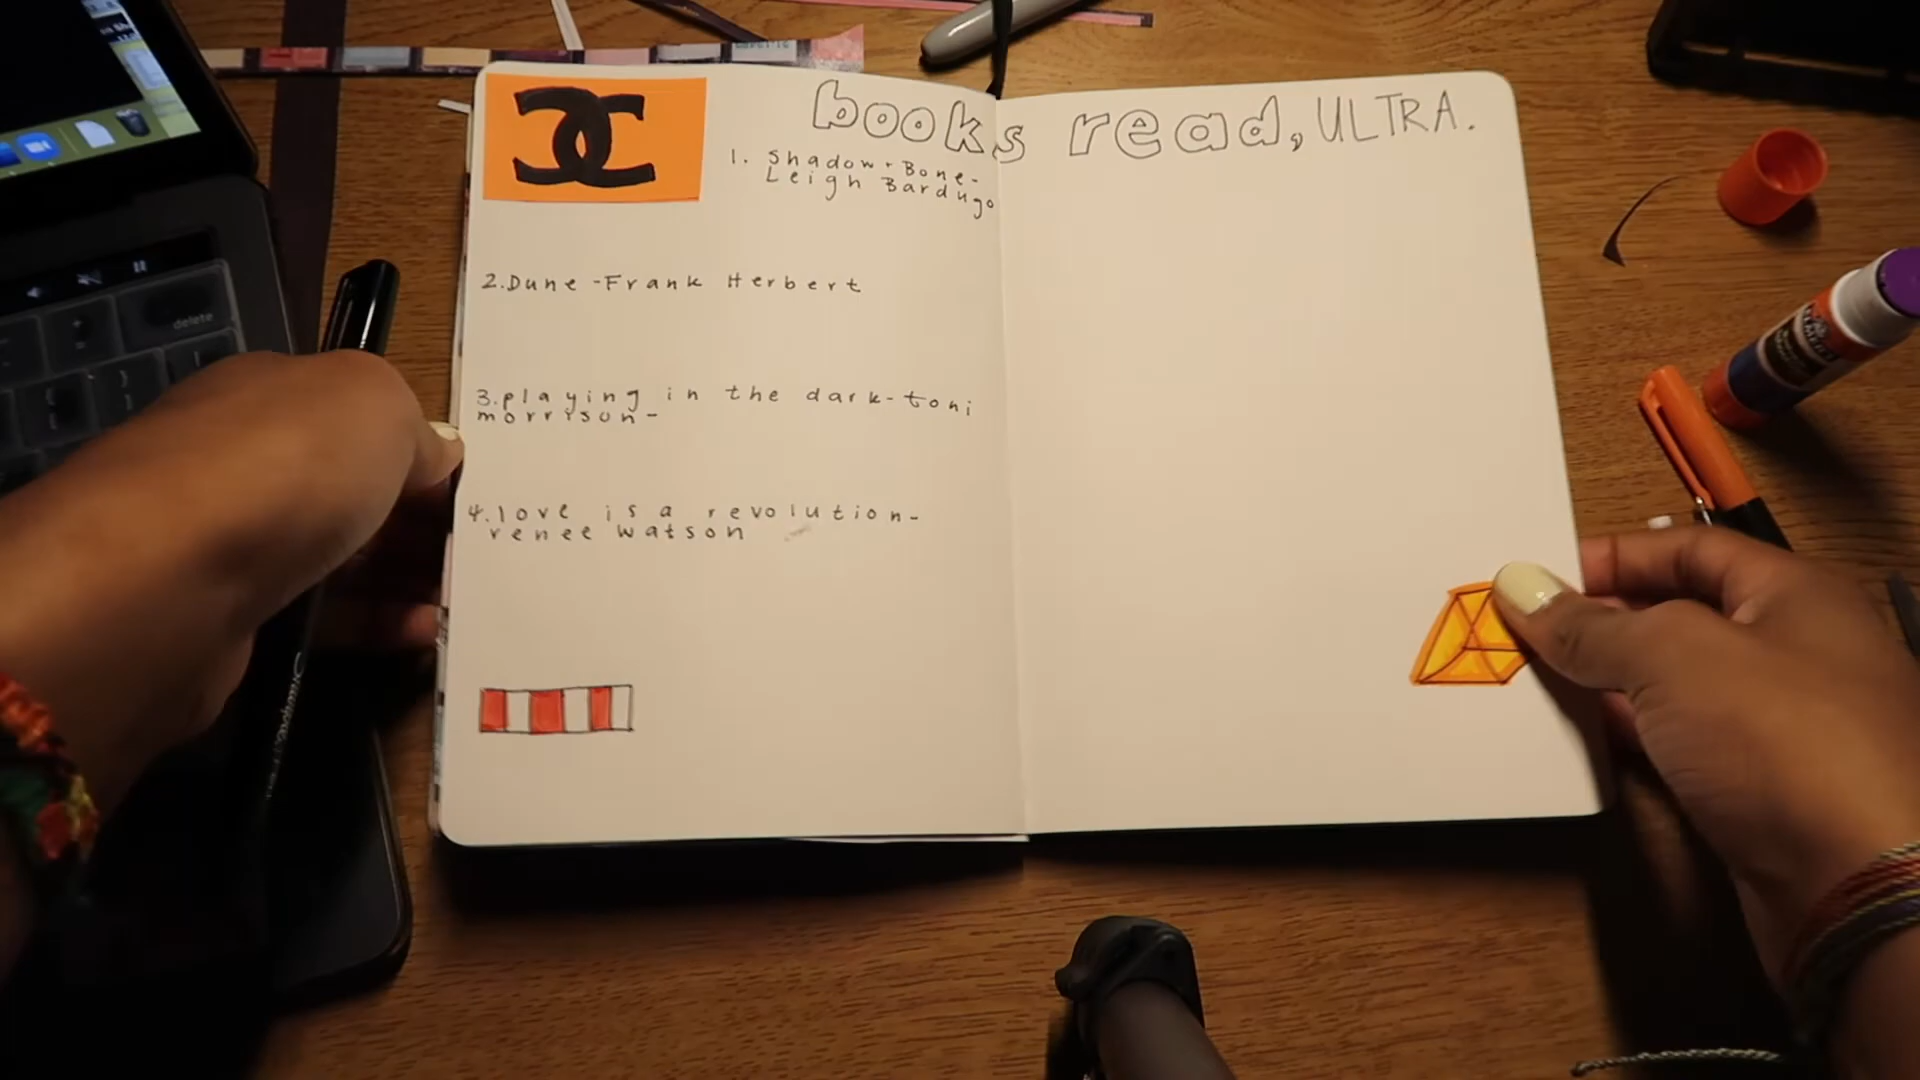 books read, ULTRA.
1. Shadow + Bone-
Leigh Bardugo
2. Dune - Frank Herbert
3. playing in the dark - toni
morrison -
4. love is a revolution -
renee watson
delete